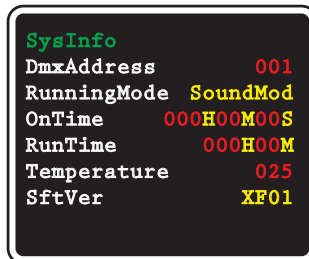 SysInfo
DmxAddress 001
RunningMode SoundMod
OnTime 000H00M00S
RunTime 000H00M
Temperature 025
SftVer XF01